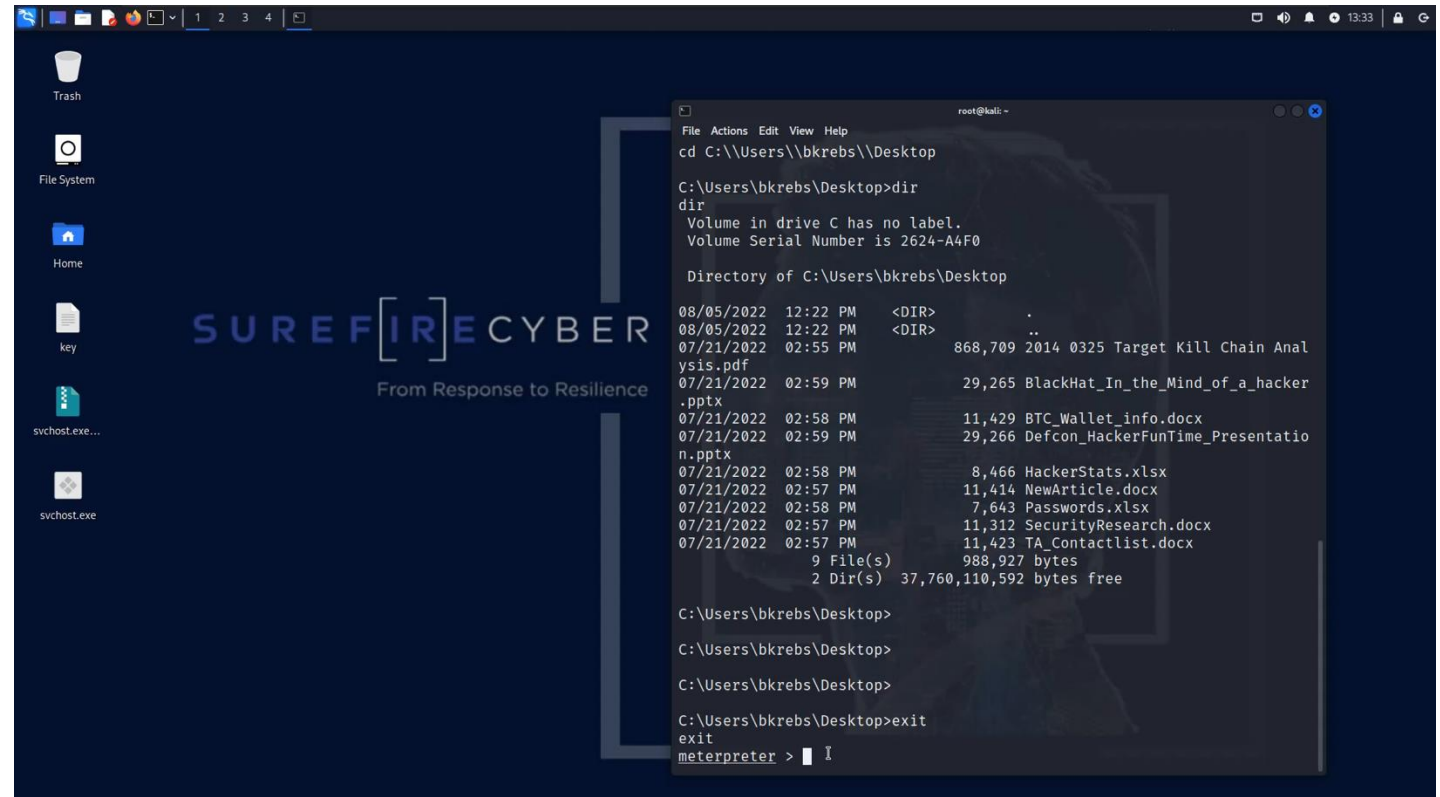 1 2 3 4
13:33
Trash
File System
Home
key
svchost.exe...
svchost.exe
SUREF[IR]ECYBER
From Response to Resilience
root@kali: ~
File Actions Edit View Help
cd C:\\Users\\bkrebs\\Desktop
C:\Users\bkrebs\Desktop>dir
dir
Volume in drive C has no label.
Volume Serial Number is 2624-A4F0
Directory of C:\Users\bkrebs\Desktop
08/05/2022 12:22 PM <DIR> .
08/05/2022 12:22 PM <DIR> ..
07/21/2022 02:55 PM 868,709 2014 0325 Target Kill Chain Anal
ysis.pdf
07/21/2022 02:59 PM 29,265 BlackHat_In_the_Mind_of_a_hacker
.pptx
07/21/2022 02:58 PM 11,429 BTC_Wallet_info.docx
07/21/2022 02:59 PM 29,266 Defcon_HackerFunTime_Presentatio
n.pptx
07/21/2022 02:58 PM 8,466 HackerStats.xlsx
07/21/2022 02:57 PM 11,414 NewArticle.docx
07/21/2022 02:58 PM 7,643 Passwords.xlsx
07/21/2022 02:57 PM 11,312 SecurityResearch.docx
07/21/2022 02:57 PM 11,423 TA_Contactlist.docx
9 File(s) 988,927 bytes
2 Dir(s) 37,760,110,592 bytes free
C:\Users\bkrebs\Desktop>
C:\Users\bkrebs\Desktop>
C:\Users\bkrebs\Desktop>
C:\Users\bkrebs\Desktop>exit
exit
meterpreter >